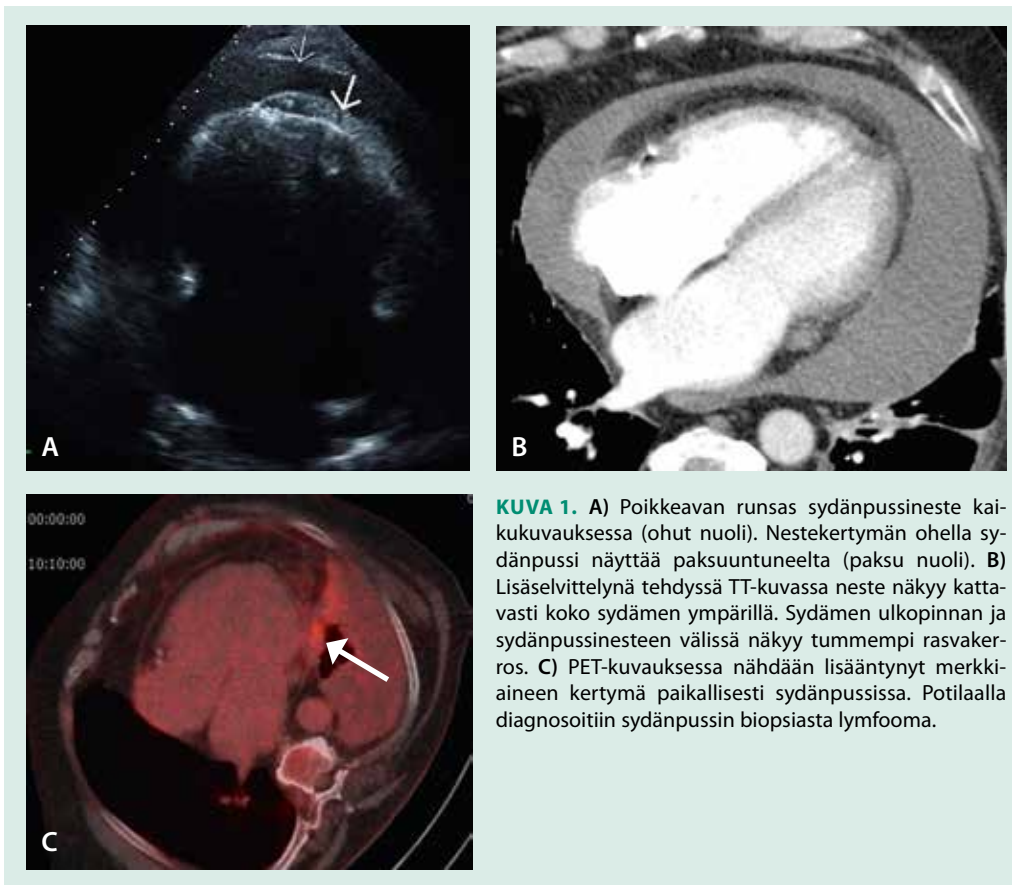 A
B
00:00:00
10:10:00
C
KUVA 1. A) Poikkeavan runsas sydänpussineste kai-
kukuvauksessa (ohut nuoli). Nestekertymän ohella sy-
dänpussi näyttää paksuuntuneelta (paksu nuoli). B)
Lisäselvittelynä tehdyssä TT-kuvassa neste näkyy katta-
vasti koko sydämen ympärillä. Sydämen ulkopinnan ja
sydänpussinesteen välissä näkyy tummempi rasvaker-
ros. C) PET-kuvauksessa nähdään lisääntynyt merkki-
aineen kertymä paikallisesti sydänpussissa. Potilaalla
diagnosoitiin sydänpussin biopsiasta lymfooma.